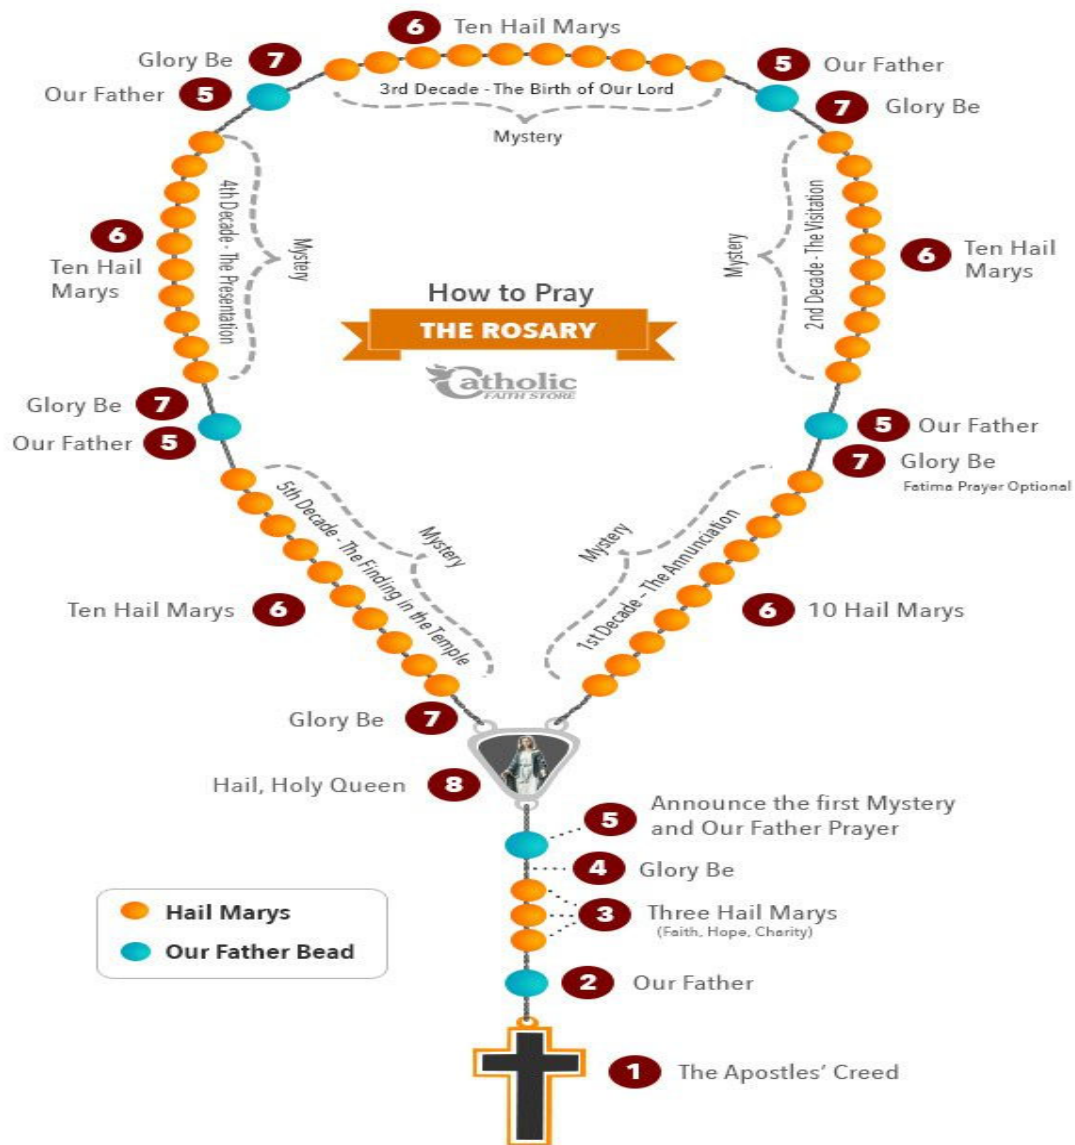 6 Ten Hail Marys
Glory Be 7
Our Father 5
5 Our Father
7 Glory Be
3rd Decade - The Birth of Our Lord
Mystery
4th Decade - The Presentation
Mystery
6
Ten Hail
Marys
2nd Decade - The Visitation
Mystery
6 Ten Hail
Marys
How to Pray
THE ROSARY
Catholic
FAITH STORE
Glory Be 7
Our Father 5
5 Our Father
7 Glory Be
Fatima Prayer Optional
5th Decade - The Finding in the Temple
Mystery
1st Decade - The Annunciation
Mystery
Ten Hail Marys 6
6 10 Hail Marys
Glory Be 7
Hail, Holy Queen 8
5 Announce the first Mystery
and Our Father Prayer
4 Glory Be
3 Three Hail Marys
(Faith, Hope, Charity)
2 Our Father
Hail Marys
Our Father Bead
1 The Apostles' Creed